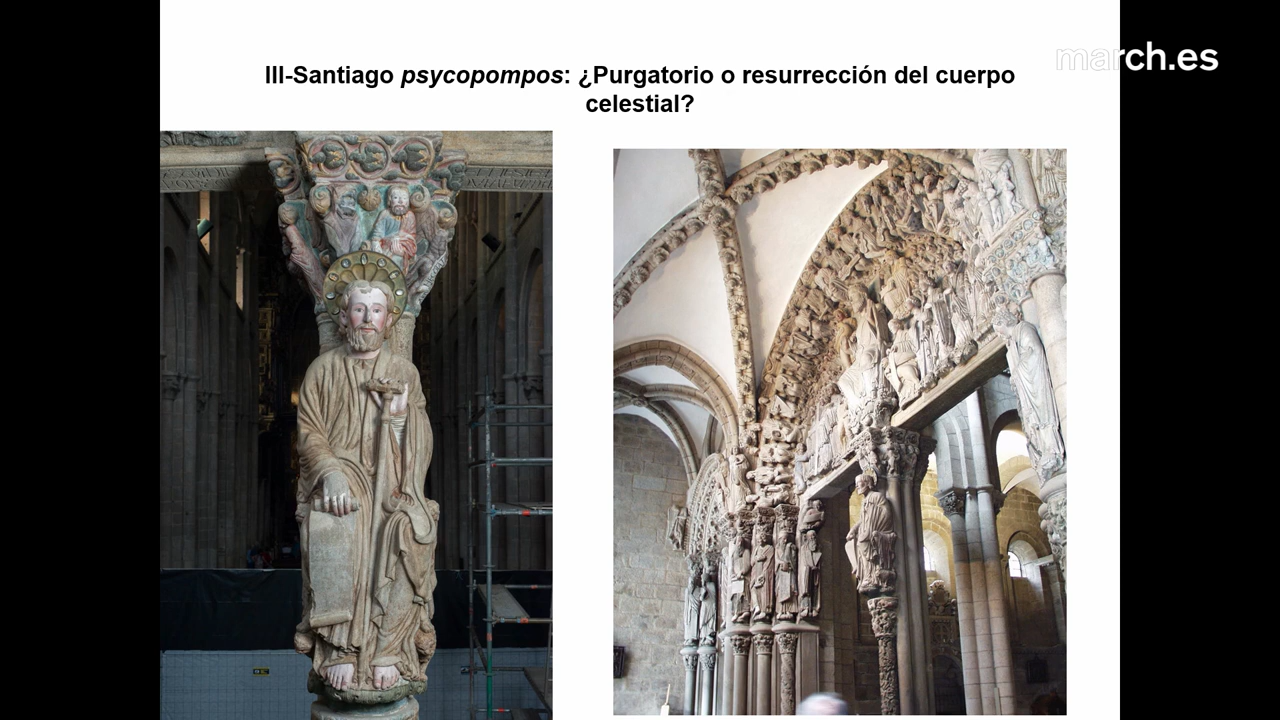 march.es
III-Santiago psycopompos: ¿Purgatorio o resurrección del cuerpo
celestial?